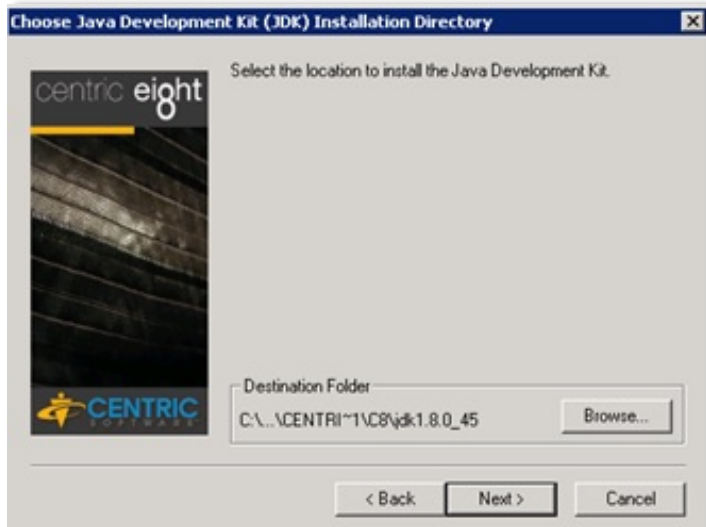 Choose Java Development Kit (JDK) Installation Directory
Select the location to install the Java Development Kit.
centric eight
8
CENTRIC
SOFTWARE
Destination Folder
C:\...\CENTRI~1\C8\jdk1.8.0_45
Browse...
< Back
Next >
Cancel